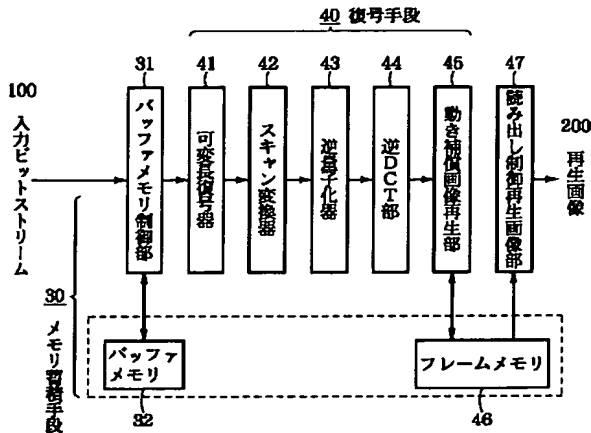 40 復号手段
31
41
42
43
44
45
47
100
入力ビットストリーム
バッファメモリ制御部
可変長復号器
スキャン変換器
逆量子化器
逆DCT部
動き補償画像再生部
読み出し制御再生画像部
200
再生画像
30
メモリ蓄積手段
バッファ
メモリ
フレームメモリ
32
46